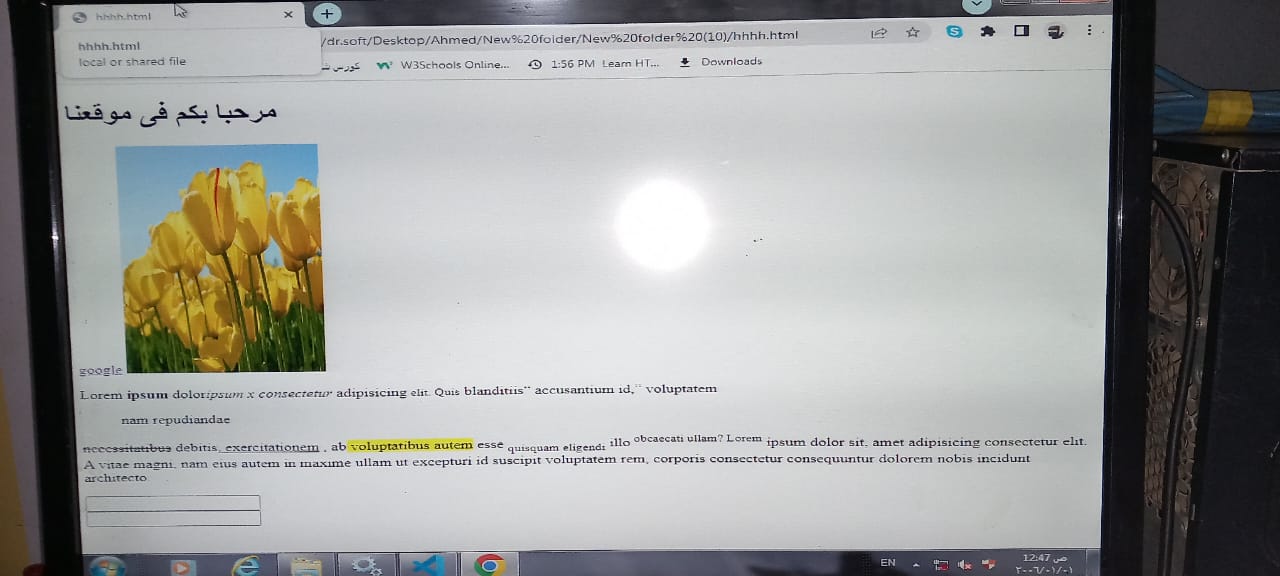 hhhh.html
hhhh.html
local or shared file
/dr.soft/Desktop/Ahmed/New%20folder/New%20folder%20(10)/hhhh.html
كورس
W3Schools Online...
1:56 PM Learn HT...
Downloads
مرحبا بكم فى موقعنا
google
Lorem ipsum doloripsum x consectetur adipisicing elit. Quis blanditiis" accusantium id," voluptatem
nam repudiandae
necessitatibus debitis, exercitationem , ab voluptatibus autem esse quisquam eligendi illo obcaecati ullam? Lorem ipsum dolor sit, amet adipisicing consectetur elit.
A vitae magni, nam eius autem in maxime ullam ut excepturi id suscipit voluptatem rem, corporis consectetur consequuntur dolorem nobis incidunt
architecto
EN
12:47 ص
٢٠٠٦/٠١/٠١